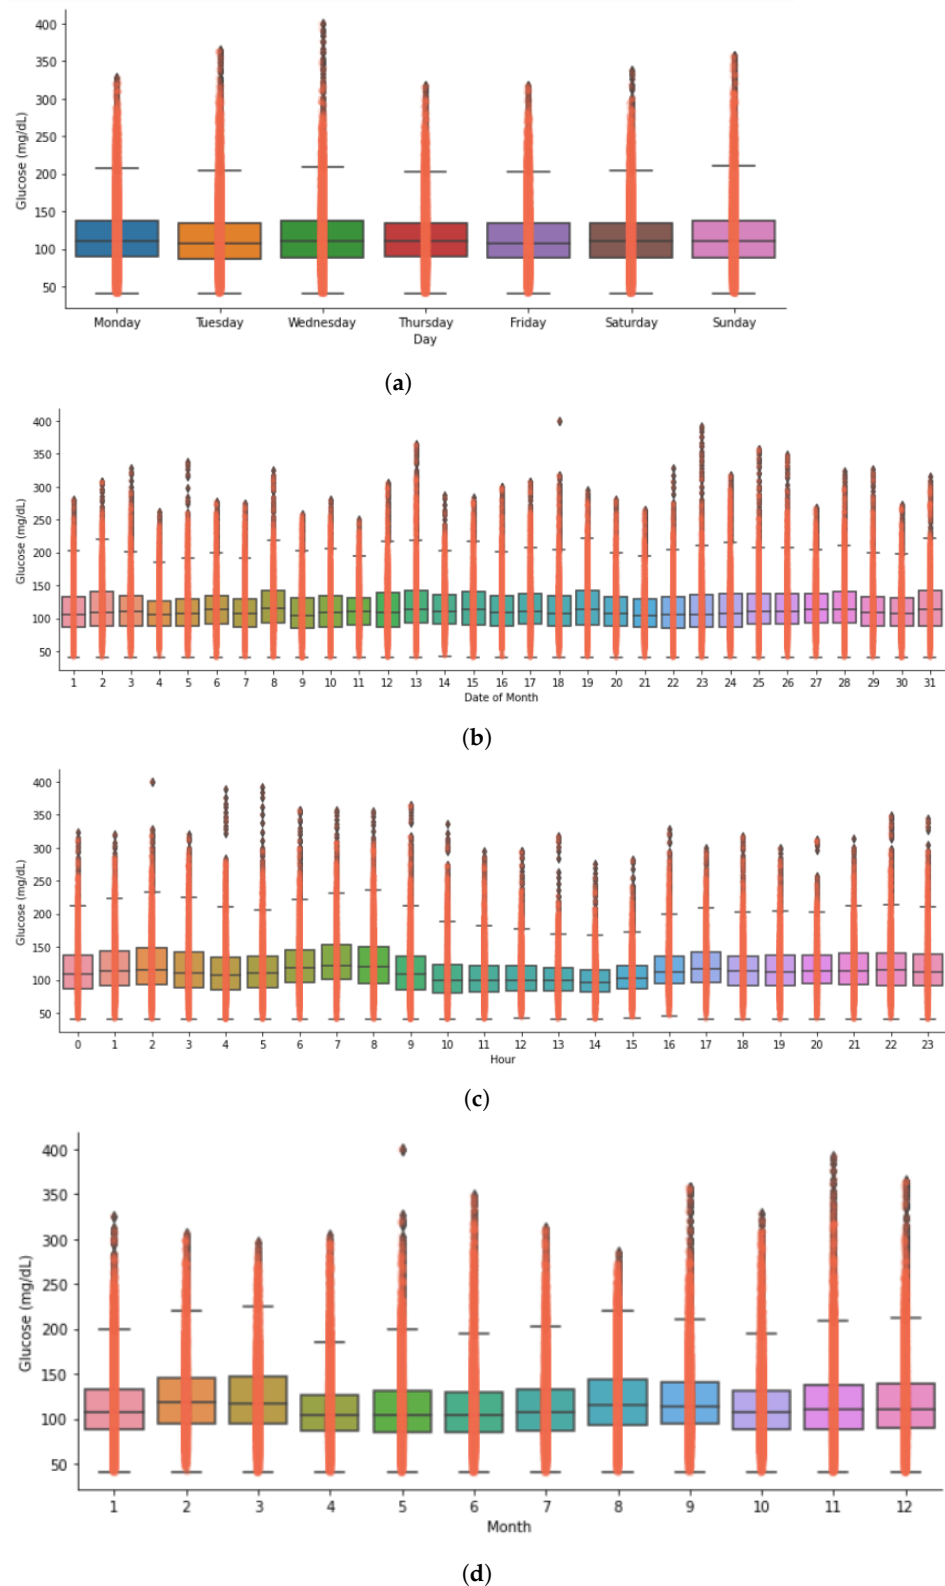 400
350
300
250
200
150
100
50
Glucose (mg/dL)
Monday Tuesday Wednesday Thursday Friday Saturday Sunday
Day
(a)
400
350
300
250
200
150
100
50
Glucose (mg/dL)
1 2 3 4 5 6 7 8 9 10 11 12 13 14 15 16 17 18 19 20 21 22 23 24 25 26 27 28 29 30 31
Date of Month
(b)
400
350
300
250
200
150
100
50
Glucose (mg/dL)
0 1 2 3 4 5 6 7 8 9 10 11 12 13 14 15 16 17 18 19 20 21 22 23
Hour
(c)
400
350
300
250
200
150
100
50
Glucose (mg/dL)
1 2 3 4 5 6 7 8 9 10 11 12
Month
(d)